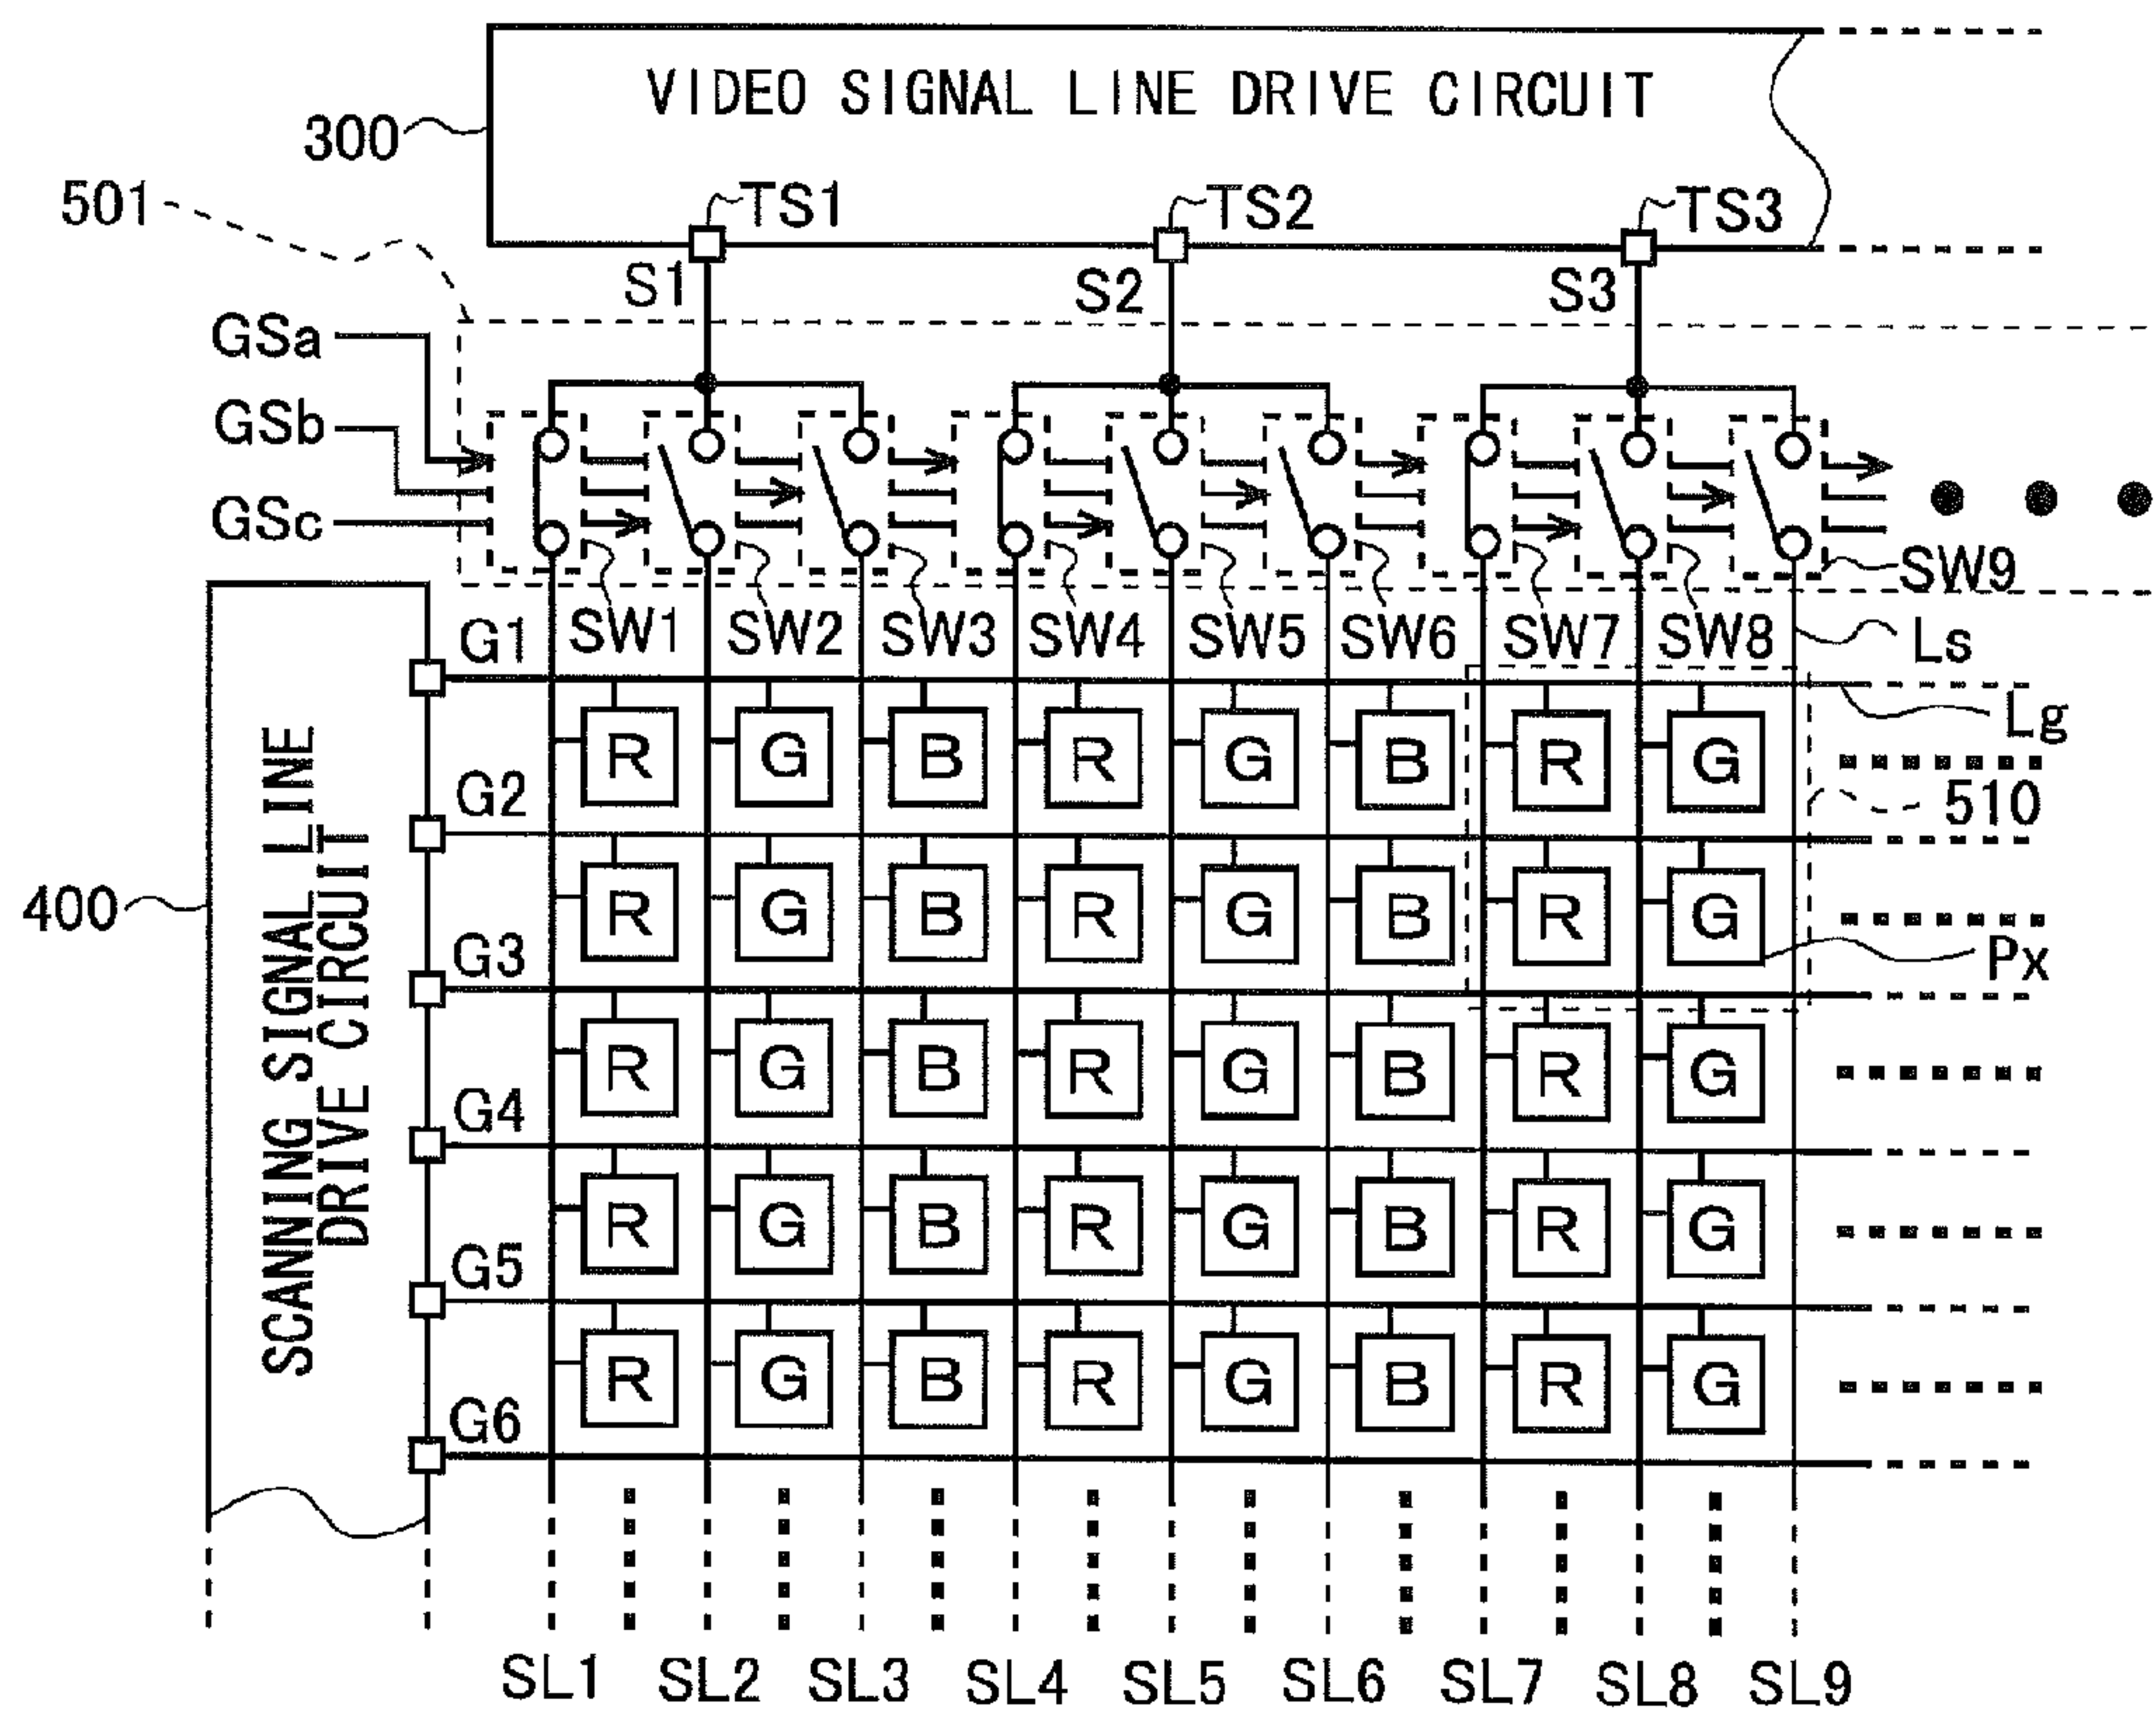 VIDEO SIGNAL LINE DRIVE CIRCUIT
300
501
TS1 TS2 TS3
S1 S2 S3
GSa
GSb
GSc
SW1 SW2 SW3 SW4 SW5 SW6 SW7 SW8 SW9
Ls
Lg
SCANNING SIGNAL LINE
DRIVE CIRCUIT
400
G1
R G B R G B R G
510
G2
R G B R G B R G
Px
G3
R G B R G B R G
G4
R G B R G B R G
G5
R G B R G B R G
G6
SL1 SL2 SL3 SL4 SL5 SL6 SL7 SL8 SL9